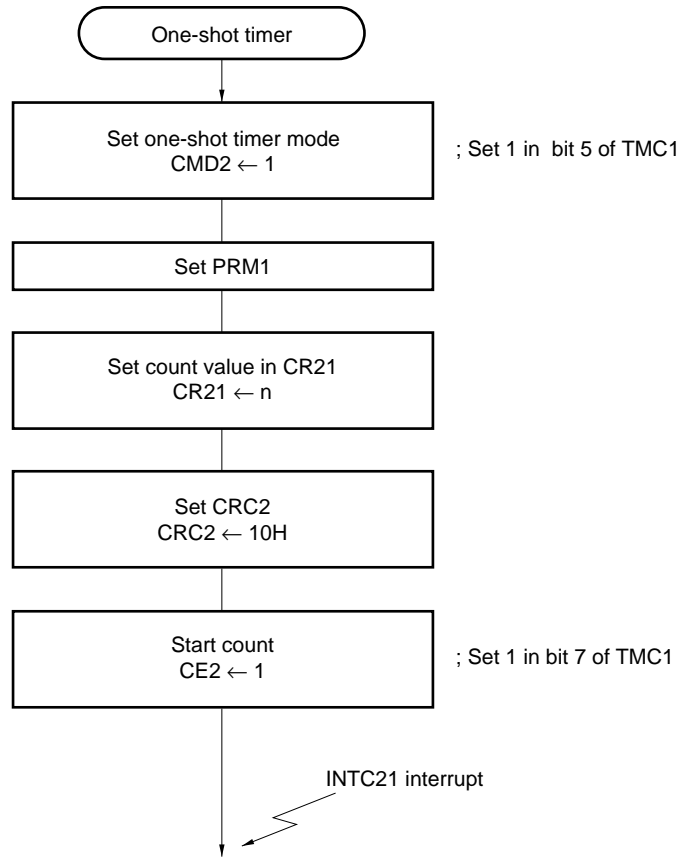 One-shot timer
Set one-shot timer mode
CMD2 ← 1
; Set 1 in bit 5 of TMC1
Set PRM1
Set count value in CR21
CR21 ← n
Set CRC2
CRC2 ← 10H
Start count
CE2 ← 1
; Set 1 in bit 7 of TMC1
INTC21 interrupt